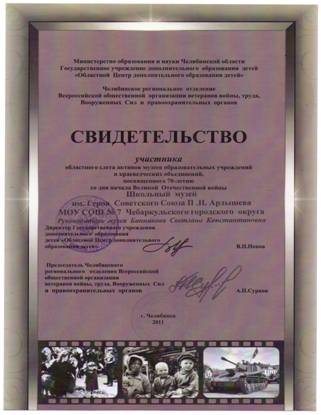 Министерство образования и науки Челябинской области
Государственное учреждение дополнительного образования детей
«Областной Центр дополнительного образования детей»
Челябинское региональное отделение
Всероссийской общественной организации ветеранов войны, труда,
Вооруженных Сил и правоохранительных органов
СВИДЕТЕЛЬСТВО
участника
областного слета активов музеев образовательных учреждений
и краеведческих объединений,
посвященного 70-летию
со дня начала Великой Отечественной войны
Школьный музей
им. Героя Советского Союза П.И. Арлышева
МОУ СОШ № 7 Чебаркульского городского округа
Руководитель музея Банникова Светлана Константиновна
Директор Государственного учреждения
дополнительного образования
детей «Областной Центр дополнительного
образования детей»
В.П.
Председатель Челябинского
регионального отделения Всероссийской
общественной организации
ветеранов войны, труда, Вооруженных Сил
и правоохранительных органов
А.П.Сурков
г. Челябинск
2011